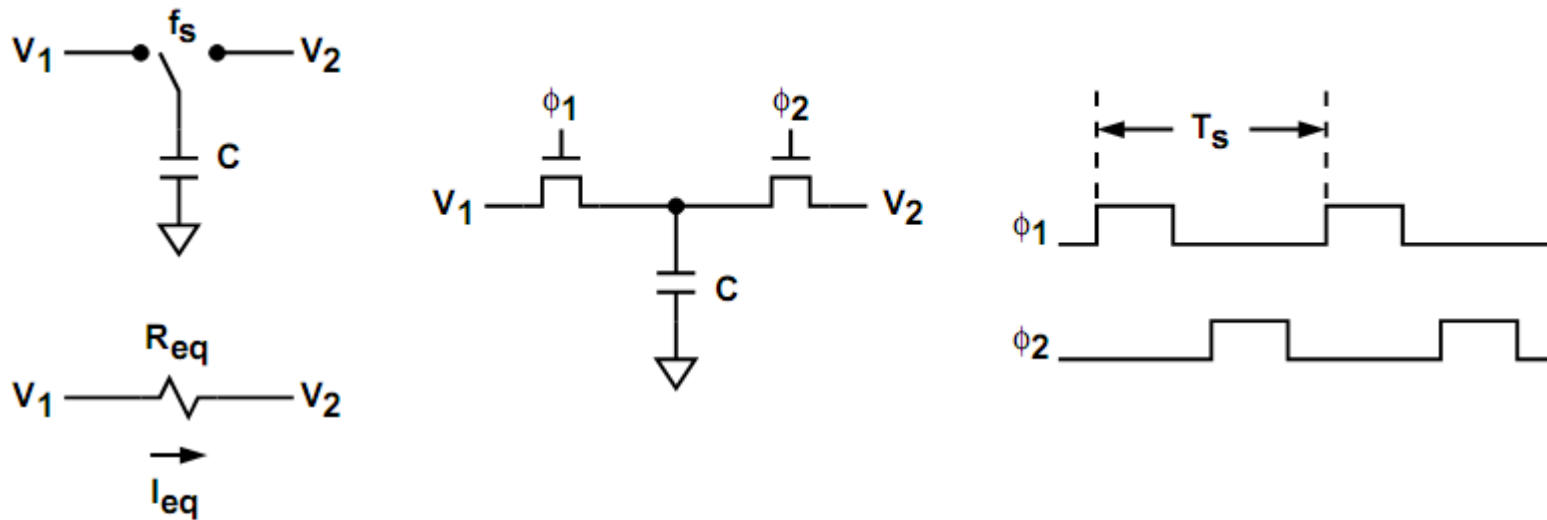 V1 fs V2
C
Req
V1 V2
Ieq
ϕ1 ϕ2
V1 V2
C
Ts
ϕ1
ϕ2